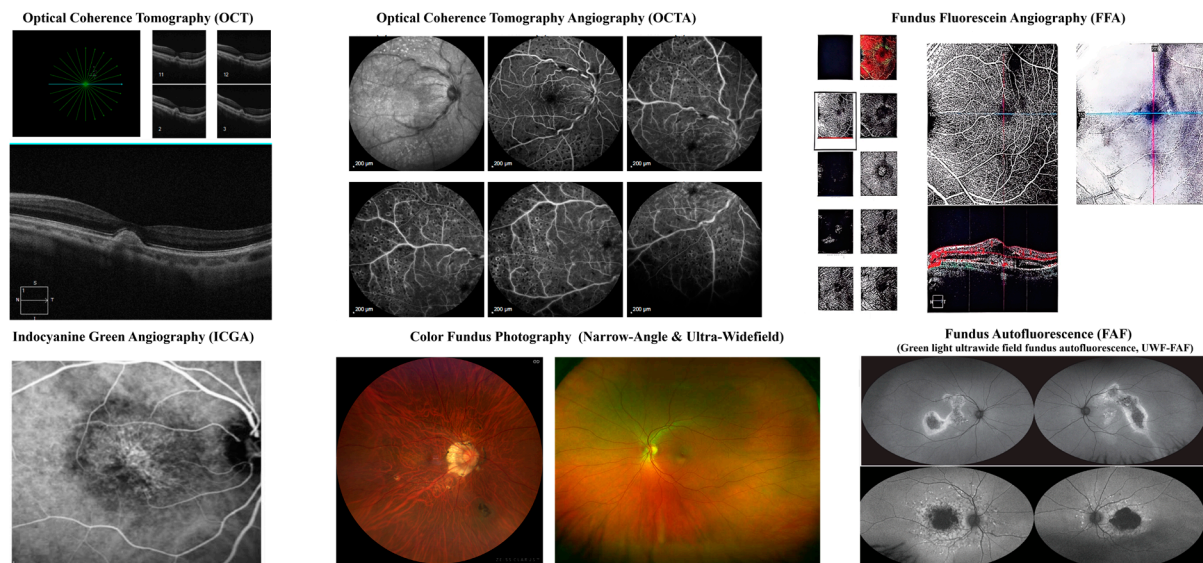 Optical Coherence Tomography (OCT)
Optical Coherence Tomography Angiography (OCTA)
Fundus Fluorescein Angiography (FFA)
11
12
2
3
1
S
N
T
I
200 µm
200 µm
200 µm
200 µm
200 µm
200 µm
Indocyanine Green Angiography (ICGA)
Color Fundus Photography (Narrow-Angle & Ultra-Widefield)
Fundus Autofluorescence (FAF)
(Green light ultrawide field fundus autofluorescence, UWF-FAF)